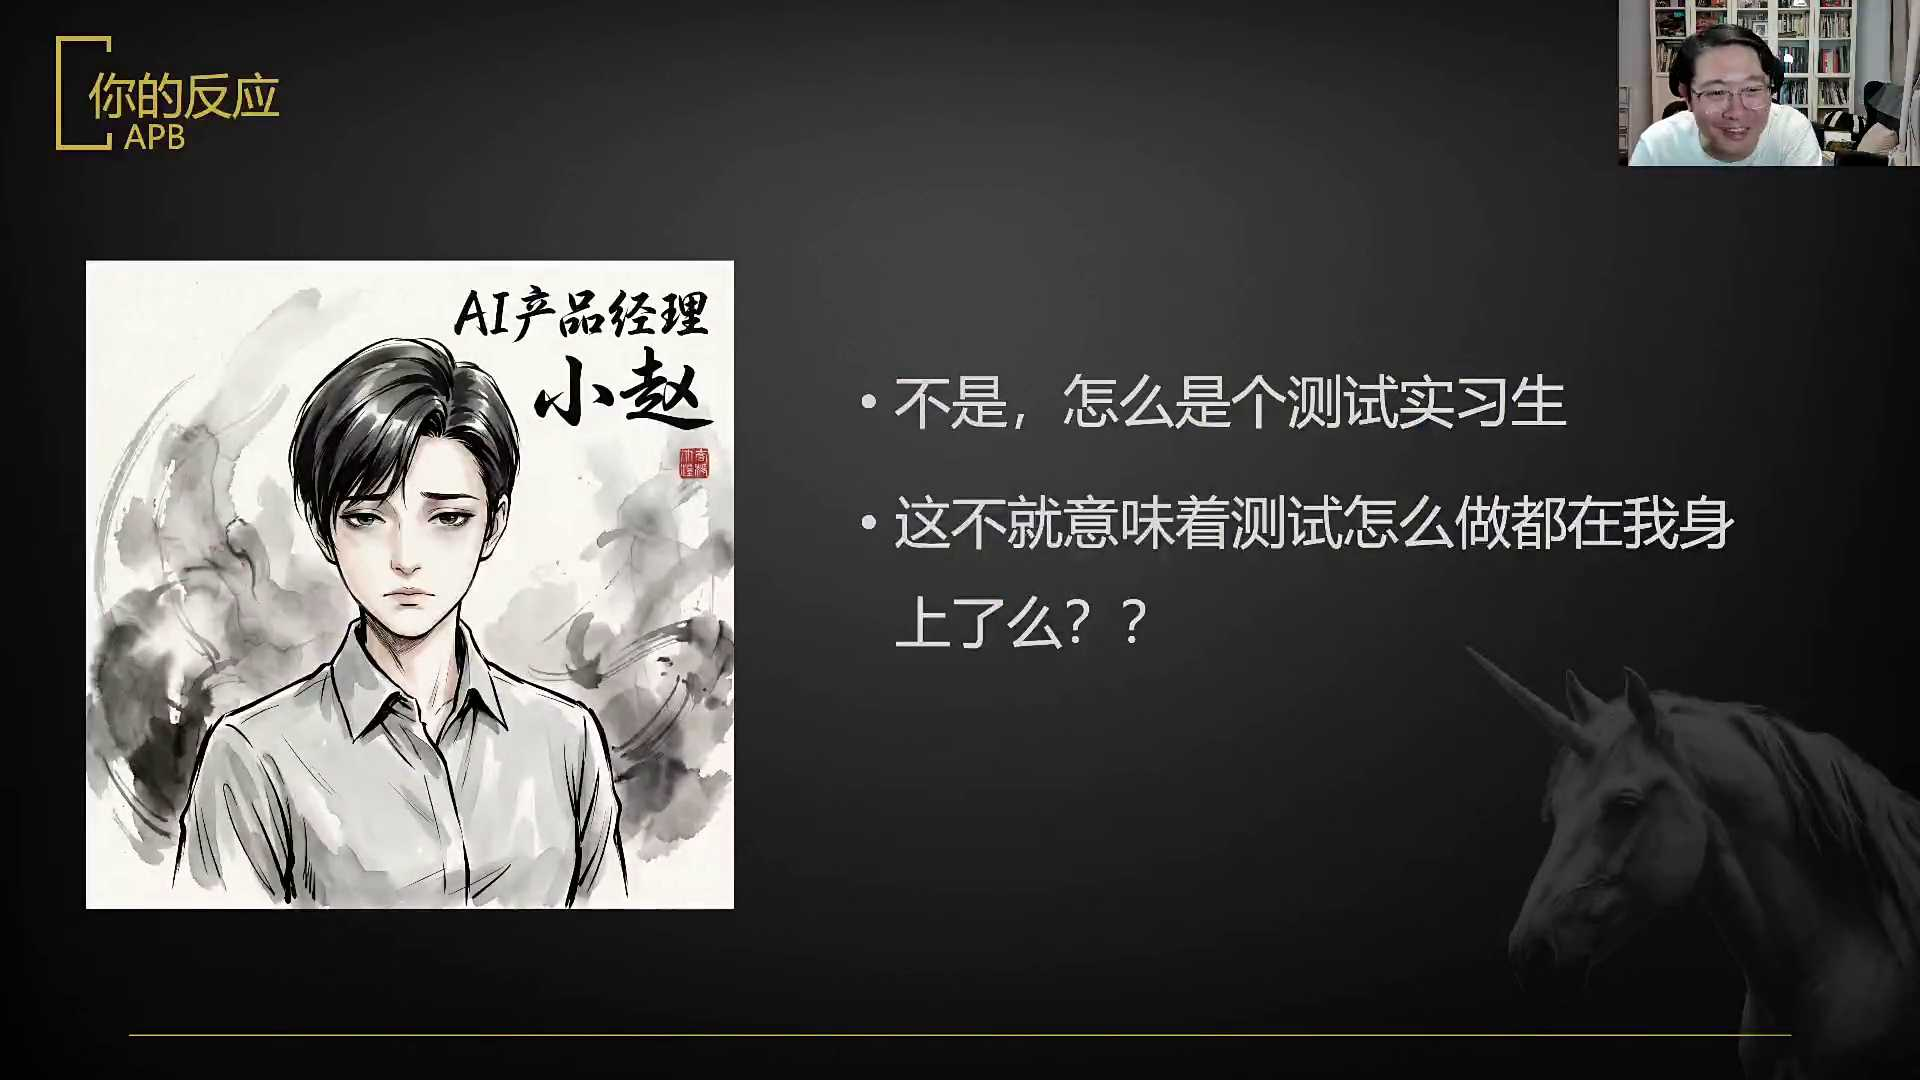 你的反应
APB
AI产品经理
小赵
• 不是，怎么是个测试实习生
• 这不就意味着测试怎么做都在我身
上了么？？